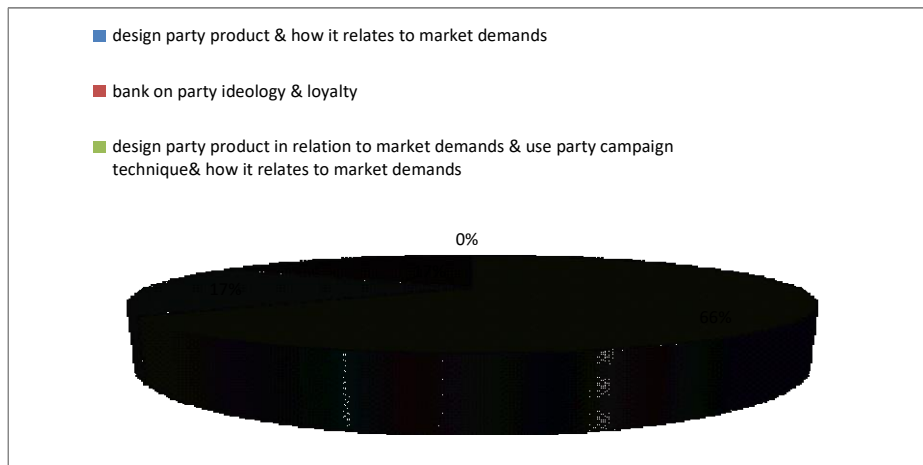 design party product & how it relates to market demands
bank on party ideology & loyalty
design party product in relation to market demands & use party campaign
technique& how it relates to market demands
0%
17%
66%